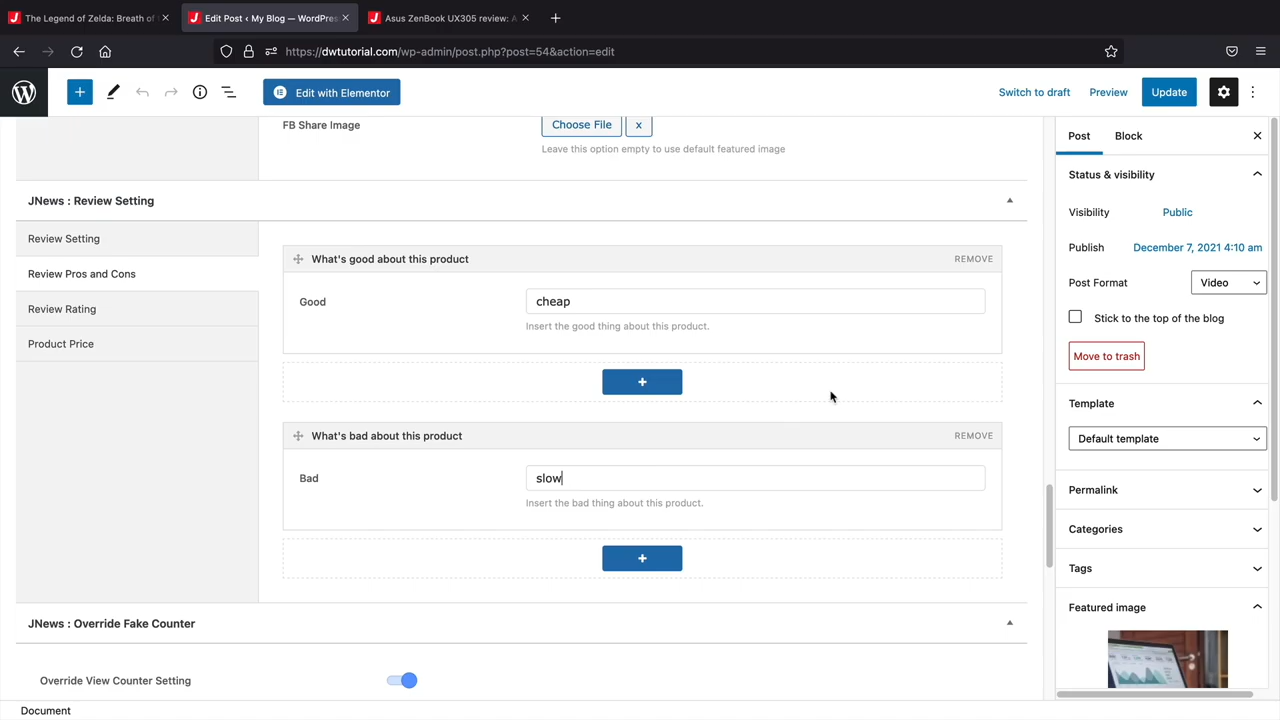 The Legend of Zelda: Breath of
Edit Post ‹ My Blog — WordPres
Asus ZenBook UX305 review: A
https://dwtutorial.com/wp-admin/post.php?post=54&action=edit
Edit with Elementor
Switch to draft
Preview
Update
FB Share Image
Choose File
x
Leave this option empty to use default featured image
JNews : Review Setting
Review Setting
Review Pros and Cons
Review Rating
Product Price
What's good about this product
REMOVE
Good
cheap
Insert the good thing about this product.
+
What's bad about this product
REMOVE
Bad
slow
Insert the bad thing about this product.
+
JNews : Override Fake Counter
Override View Counter Setting
Document
Post
Block
Status & visibility
Visibility
Public
Publish
December 7, 2021 4:10 am
Post Format
Video
Stick to the top of the blog
Move to trash
Template
Default template
Permalink
Categories
Tags
Featured image